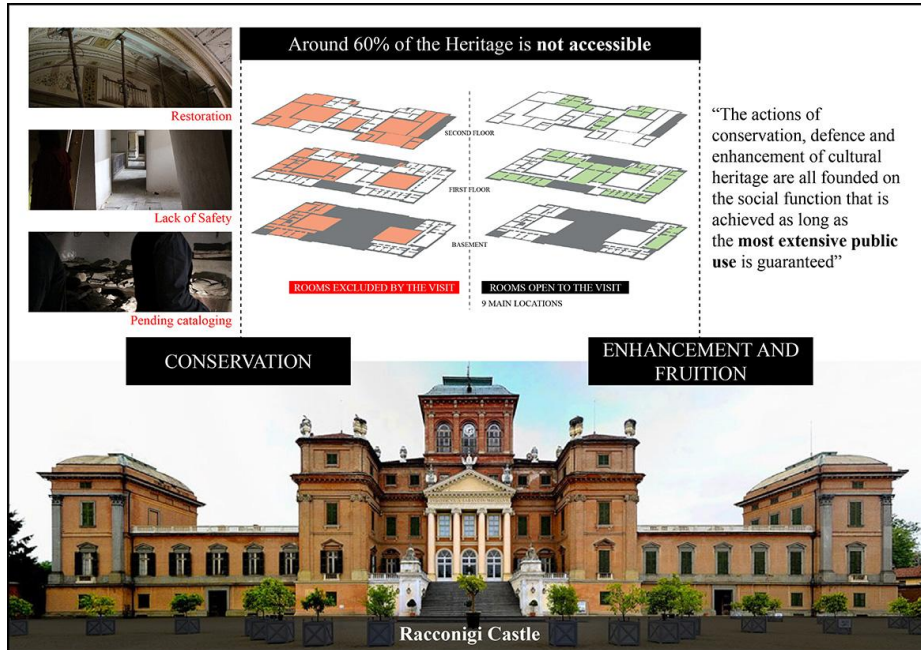 Around 60% of the Heritage is not accessible
Restoration
Lack of Safety
Pending cataloging
SECOND FLOOR
FIRST FLOOR
BASEMENT
ROOMS EXCLUDED BY THE VISIT
ROOMS OPEN TO THE VISIT
9 MAIN LOCATIONS
“The actions of
conservation, defence and
enhancement of cultural
heritage are all founded on
the social function that is
achieved as long as
the most extensive public
use is guaranteed”
CONSERVATION
ENHANCEMENT AND
FRUITION
Racconigi Castle